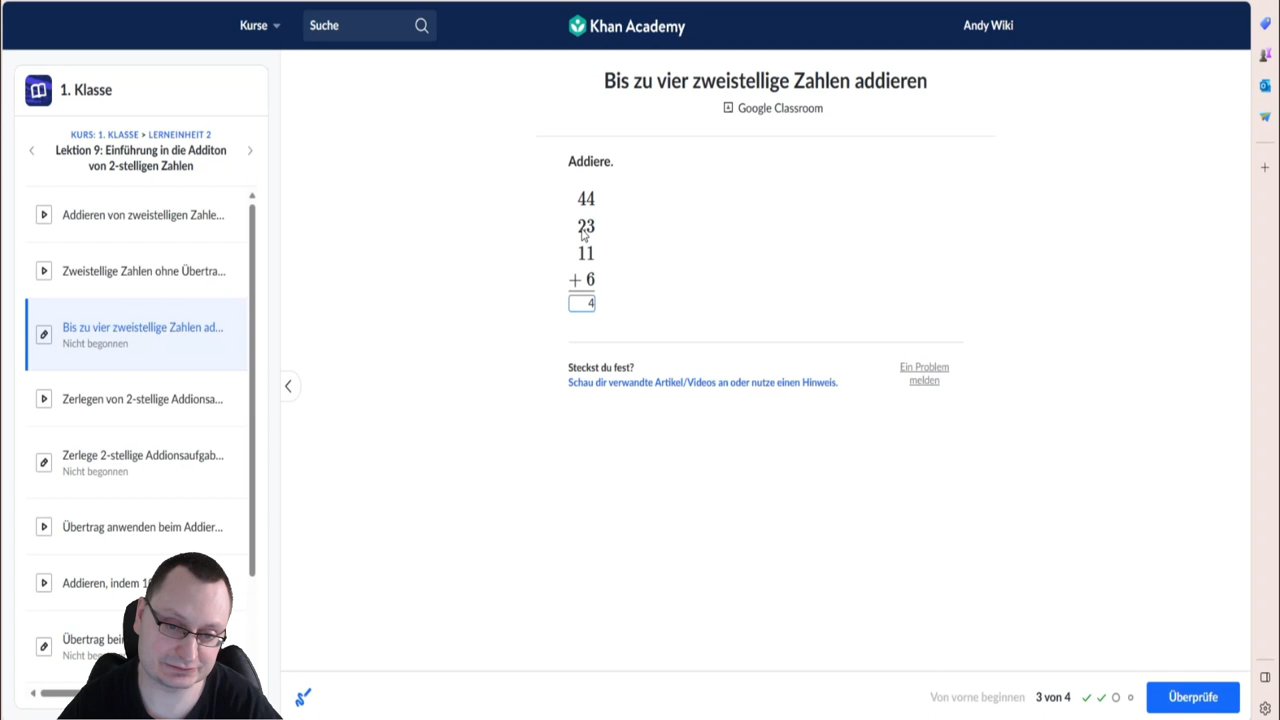 Kurse
Suche
Khan Academy
Andy Wiki
1. Klasse
KURS: 1. KLASSE > LERNEINHEIT 2
Lektion 9: Einführung in die Additon
von 2-stelligen Zahlen
Addieren von zweistelligen Zahle...
Zweistellige Zahlen ohne Übertra...
Bis zu vier zweistellige Zahlen ad...
Nicht begonnen
Zerlegen von 2-stellige Addionsa...
Zerlege 2-stellige Addionsaufgab...
Nicht begonnen
Übertrag anwenden beim Addier...
Addieren, indem
Übertrag
Bis zu vier zweistellige Zahlen addieren
Google Classroom
Addiere.
44
23
11
+ 6
4
Steckst du fest?
Schau dir verwandte Artikel/Videos an oder nutze einen Hinweis.
Ein Problem
melden
Von vorne beginnen
3 von 4
Überprüfe